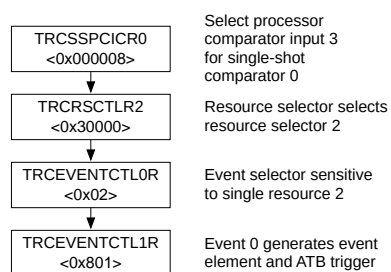 TRCSSPCICR0
<0x000008>
Select processor
comparator input 3
for single-shot
comparator 0
TRCRSCTLR2
<0x30000>
Resource selector selects
resource selector 2
TRCEVENTCTL0R
<0x02>
Event selector sensitive
to single resource 2
TRCEVENTCTL1R
<0x801>
Event 0 generates event
element and ATB trigger